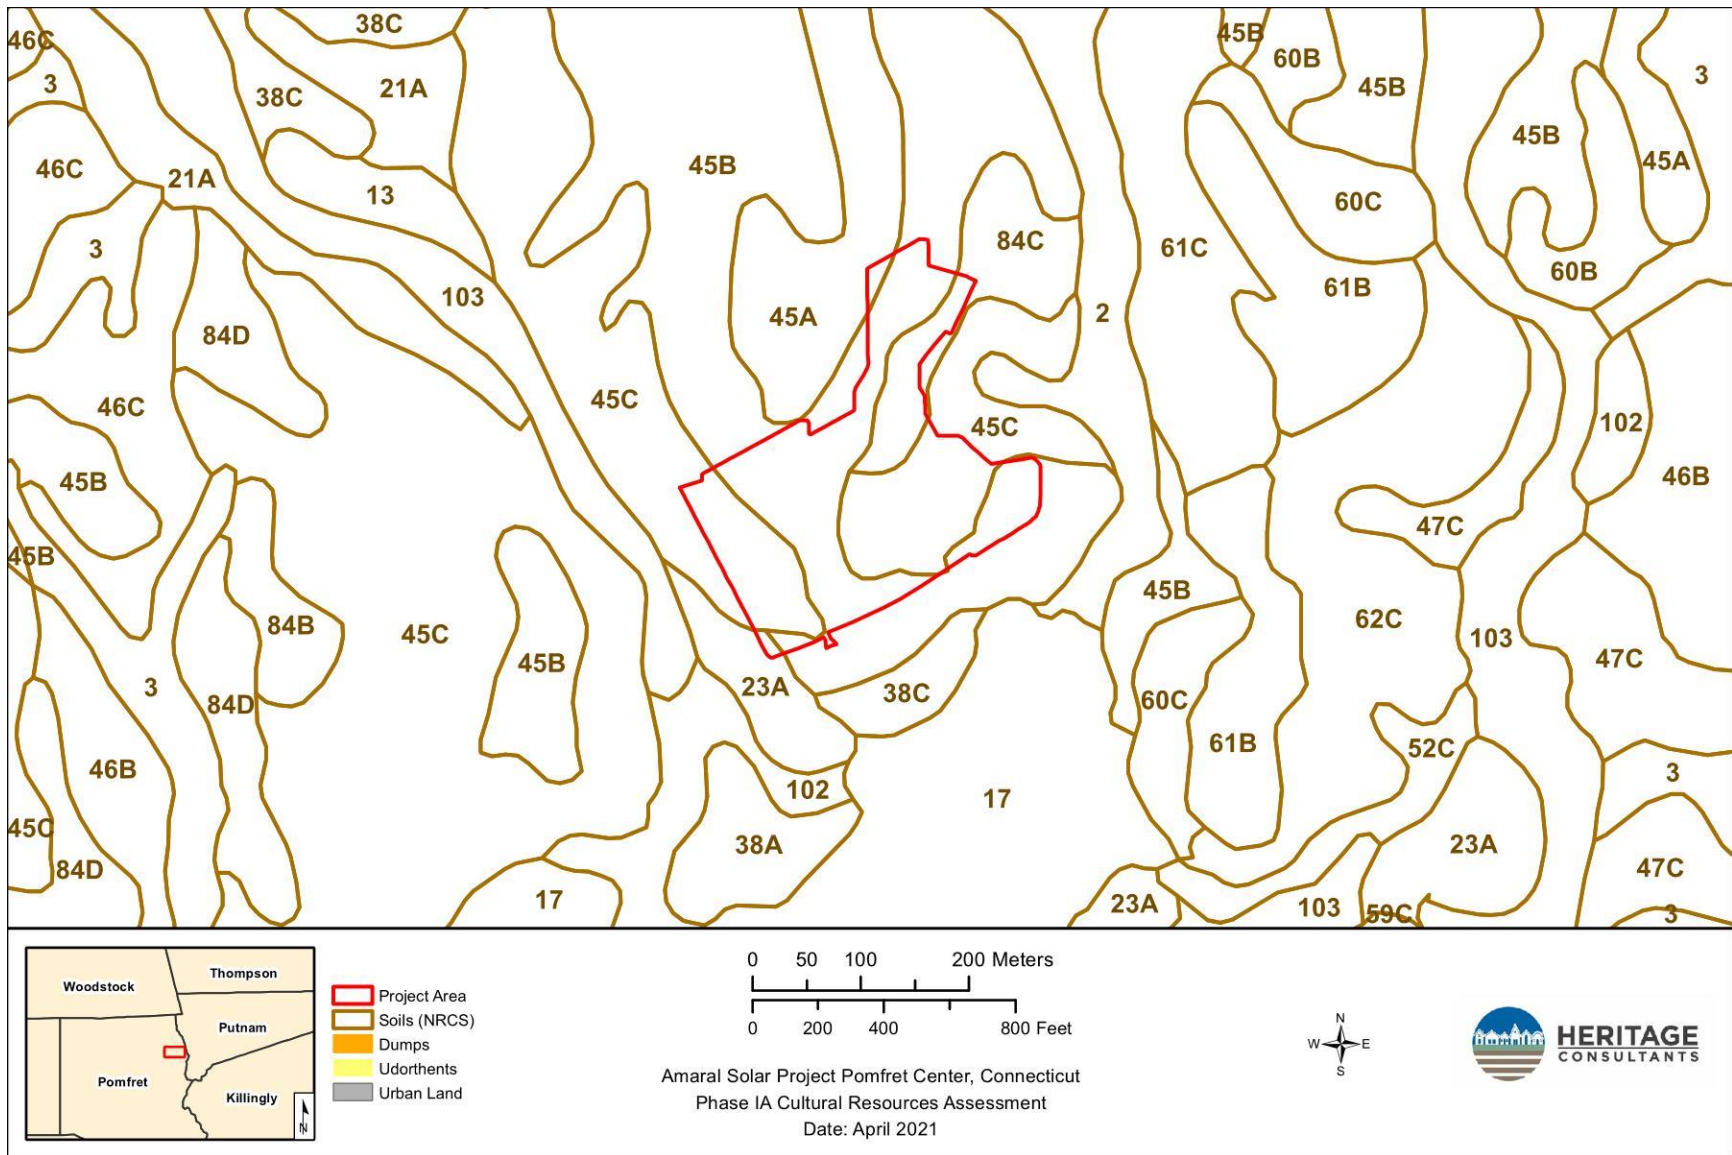 46C
38C
45B
60B
3
3
38C
21A
45B
45B
46C
21A
13
45B
45A
60C
3
84C
61C
60B
103
45A
2
61B
84D
46C
45C
45C
102
45B
46B
47C
45B
84B
45C
45B
45B
62C
103
47C
3
84D
23A
38C
60C
61B
52C
46B
102
17
3
45C
38A
23A
84D
47C
17
23A
103
59C
3
Woodstock
Thompson
Putnam
Pomfret
Killingly
N
Project Area
Soils (NRCS)
Dumps
Udorthents
Urban Land
0 50 100 200 Meters
0 200 400 800 Feet
Amaral Solar Project Pomfret Center, Connecticut
Phase IA Cultural Resources Assessment
Date: April 2021
N
W E
S
HERITAGE
CONSULTANTS